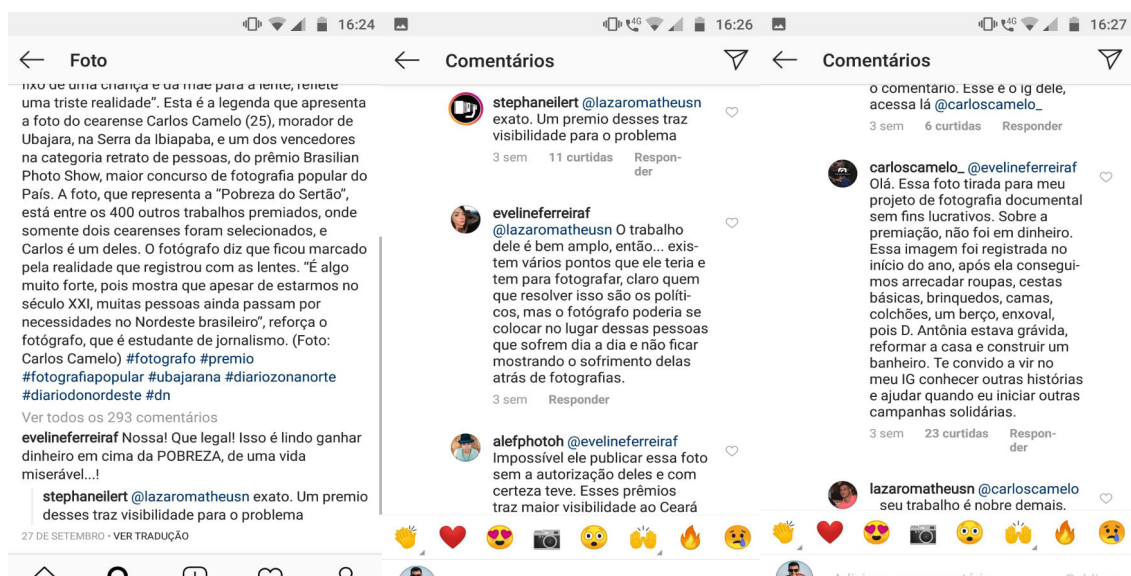 16:24
Foto
fixo de uma criança e da mãe para a lente, reflete
uma triste realidade”. Esta é a legenda que apresenta
a foto do cearense Carlos Camelo (25), morador de
Ubajara, na Serra da Ibiapaba, e um dos vencedores
na categoria retrato de pessoas, do prêmio Brasilian
Photo Show, maior concurso de fotografia popular do
País. A foto, que representa a “Pobreza do Sertão”,
está entre os 400 outros trabalhos premiados, onde
somente dois cearenses foram selecionados, e
Carlos é um deles. O fotógrafo diz que ficou marcado
pela realidade que registrou com as lentes. “É algo
muito forte, pois mostra que apesar de estarmos no
século XXI, muitas pessoas ainda passam por
necessidades no Nordeste brasileiro”, reforça o
fotógrafo, que é estudante de jornalismo. (Foto:
Carlos Camelo) #fotografo #premio
#fotografiapopular #ubajarana #diariozonanorte
#diariodonordeste #dn
Ver todos os 293 comentários
evelineferreiraf Nossa! Que legal! Isso é lindo ganhar
dinheiro em cima da POBREZA, de uma vida
miserável...!
stephaneilert @lazaromatheusn exato. Um premio
desses traz visibilidade para o problema
27 DE SETEMBRO • VER TRADUÇÃO
4G 16:26
Comentários
stephaneilert @lazaromatheusn
exato. Um premio desses traz
visibilidade para o problema
3 sem 11 curtidas Respon-
der
evelineferreiraf
@lazaromatheusn O trabalho
dele é bem amplo, então... exis-
tem vários pontos que ele teria e
tem para fotografar, claro quem
que resolver isso são os políti-
cos, mas o fotógrafo poderia se
colocar no lugar dessas pessoas
que sofrem dia a dia e não ficar
mostrando o sofrimento delas
atrás de fotografias.
3 sem Responder
alefphotoh @evelineferreiraf
Impossível ele publicar essa foto
sem a autorização deles e com
certeza teve. Esses prêmios
traz maior visibilidade ao Ceará
4G 16:27
Comentários
o comentário. Esse é o ig dele,
acessa lá @carloscamelo_
3 sem 6 curtidas Responder
carloscamelo_ @evelineferreiraf
Olá. Essa foto tirada para meu
projeto de fotografia documental
sem fins lucrativos. Sobre a
premiação, não foi em dinheiro.
Essa imagem foi registrada no
início do ano, após ela consegui-
mos arrecadar roupas, cestas
básicas, brinquedos, camas,
colchões, um berço, enxoval,
pois D. Antônia estava grávida,
reformar a casa e construir um
banheiro. Te convido a vir no
meu IG conhecer outras histórias
e ajudar quando eu iniciar outras
campanhas solidárias.
3 sem 23 curtidas Respon-
der
lazaromatheusn @carloscamelo
seu trabalho é nobre demais.